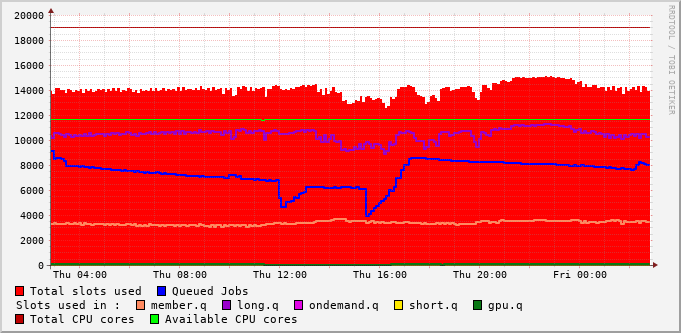 20000
18000
16000
14000
12000
10000
8000
6000
4000
2000
0
Thu 04:00 Thu 08:00 Thu 12:00 Thu 16:00 Thu 20:00 Fri 00:00
RRDTOOL / TOBI OETIKER
Total slots used Queued Jobs
Slots used in : member.q long.q ondemand.q short.q gpu.q
Total CPU cores Available CPU cores